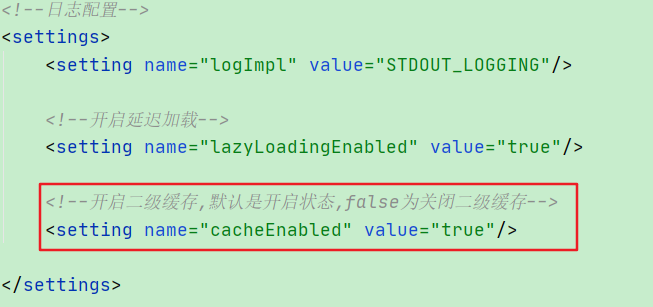 <!--日志配置-->
<settings>
<setting name="logImpl" value="STDOUT_LOGGING"/>
<!--开启延迟加载-->
<setting name="lazyLoadingEnabled" value="true"/>
<!--开启二级缓存,默认是开启状态,false为关闭二级缓存-->
<setting name="cacheEnabled" value="true"/>
</settings>